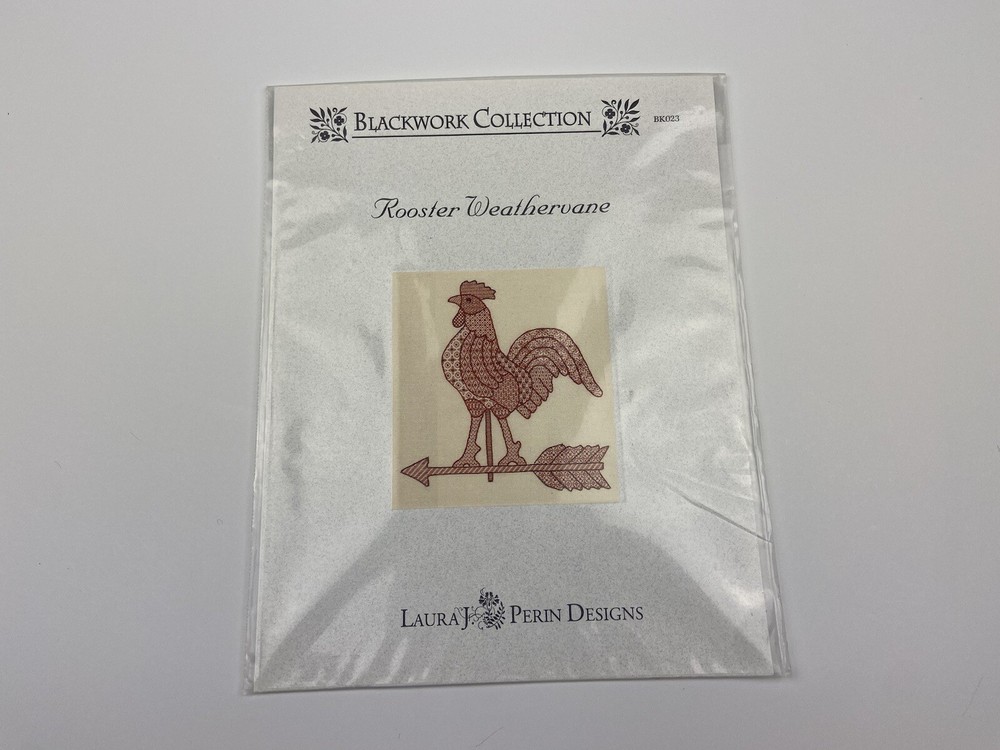 Blackwork Collection BK023
Rooster Weathervane
Laura J. Perin Designs